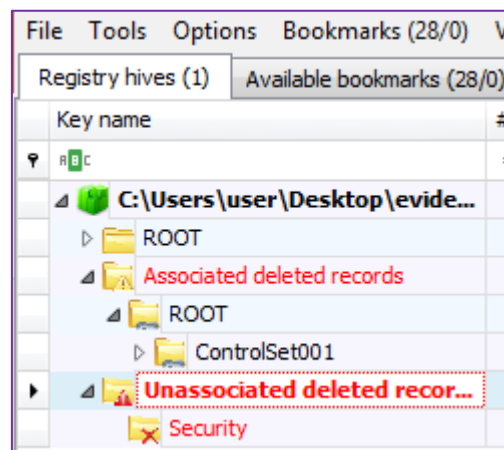 File Tools Options Bookmarks (28/0)
Registry hives (1) Available bookmarks (28/0)
Key name
ABC
C:\Users\user\Desktop\evide...
ROOT
Associated deleted records
ROOT
ControlSet001
Unassociated deleted recor...
Security